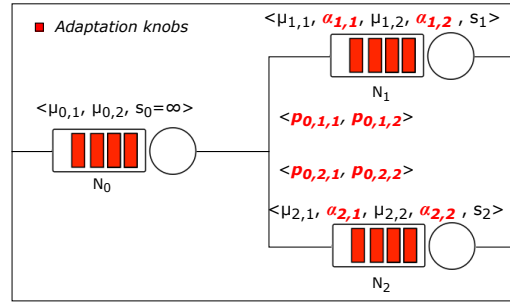 Adaptation knobs
<μ1,1, α1,1, μ1,2, α1,2 , s1>
N1
<μ0,1, μ0,2, s0=∞>
N0
<p0,1,1, p0,1,2>
<p0,2,1, p0,2,2>
<μ2,1, α2,1, μ2,2, α2,2 , s2>
N2